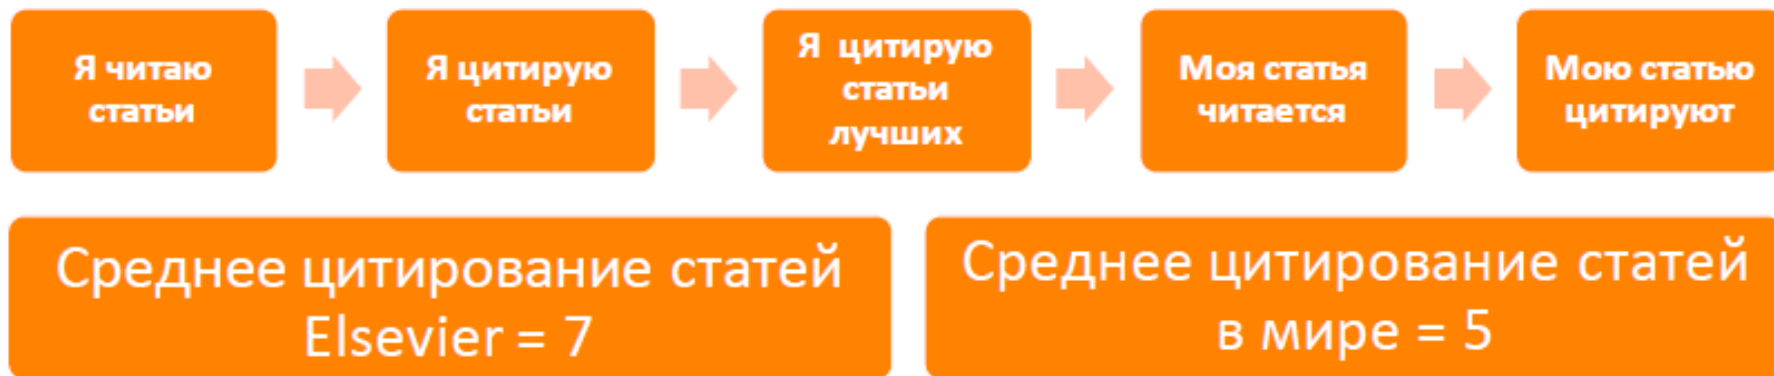 Я читаю
статьи
Я цитирую
статьи
Я цитирую
статьи
лучших
Моя статья
читается
Мою статью
цитируют
Среднее цитирование статей
Elsevier = 7
Среднее цитирование статей
в мире = 5